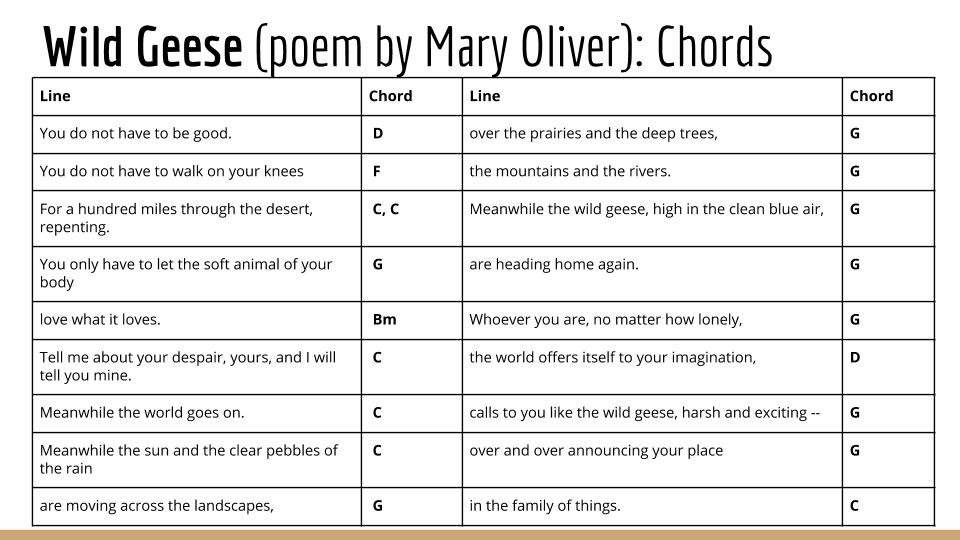 Wild Geese (poem by Mary Oliver): Chords
Line Chord Line Chord
You do not have to be good. D over the prairies and the deep trees, G
You do not have to walk on your knees F the mountains and the rivers. G
For a hundred miles through the desert, C, C Meanwhile the wild geese, high in the clean blue air, G
repenting.
You only have to let the soft animal of your G are heading home again. G
body
love what it loves. Bm Whoever you are, no matter how lonely, G
Tell me about your despair, yours, and I will C the world offers itself to your imagination, D
tell you mine.
Meanwhile the world goes on. C calls to you like the wild geese, harsh and exciting -- G
Meanwhile the sun and the clear pebbles of C over and over announcing your place G
the rain
are moving across the landscapes, G in the family of things. C